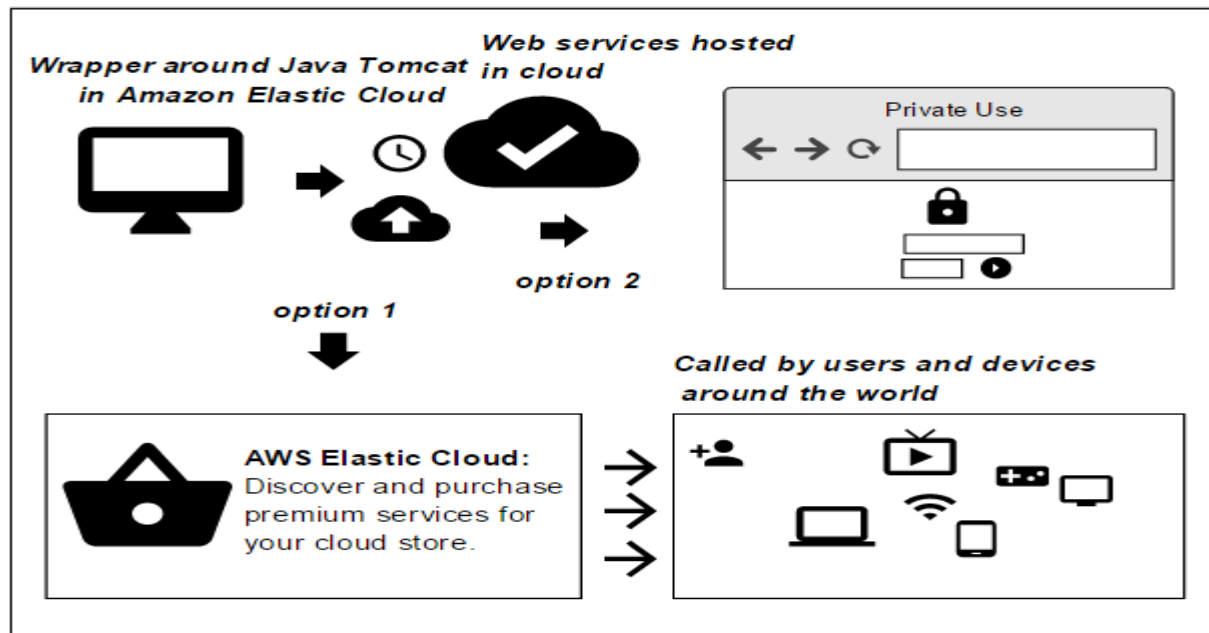 Wrapper around Java Tomcat
in Amazon Elastic Cloud
Web services hosted
in cloud
Private Use
option 2
option 1
Called by users and devices
around the world
AWS Elastic Cloud:
Discover and purchase
premium services for
your cloud store.